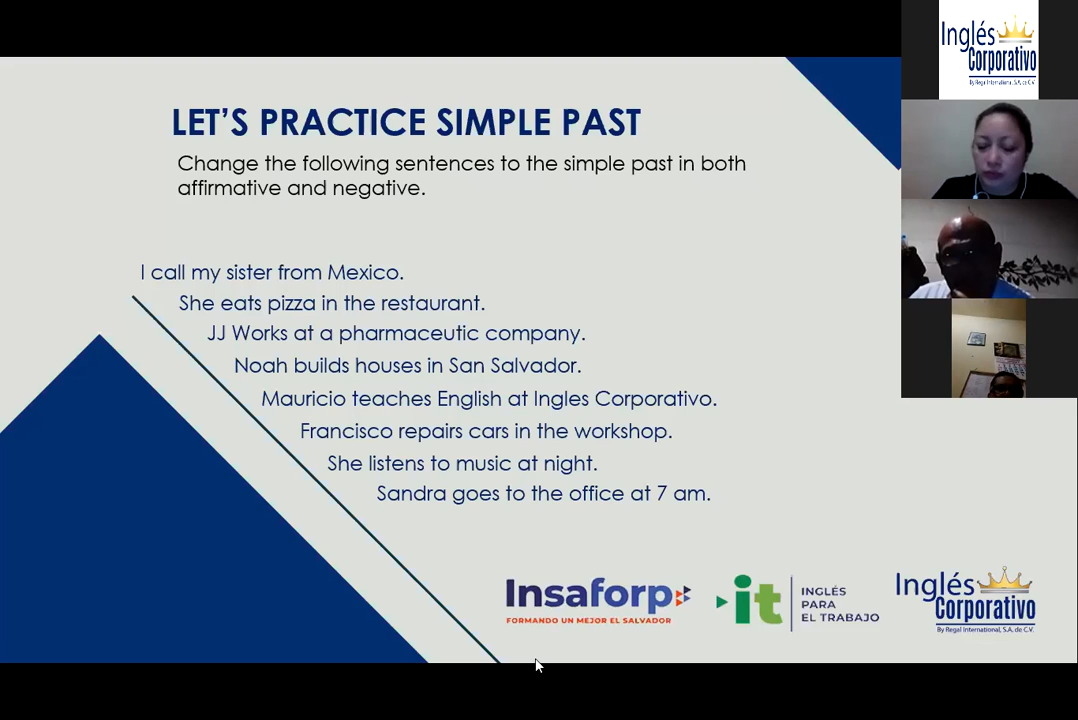 LET'S PRACTICE SIMPLE PAST
Change the following sentences to the simple past in both
affirmative and negative.
I call my sister from Mexico.
She eats pizza in the restaurant.
JJ Works at a pharmaceutic company.
Noah builds houses in San Salvador.
Mauricio teaches English at Ingles Corporativo.
Francisco repairs cars in the workshop.
She listens to music at night.
Sandra goes to the office at 7 am.
Insaforp
FORMANDO UN MEJOR EL SALVADOR
it
INGLÉS
PARA
EL TRABAJO
Inglés
Corporativo
By Regal International, S.A. de C.V.
Inglés
Corporativo
By Regal International, S.A. de C.V.